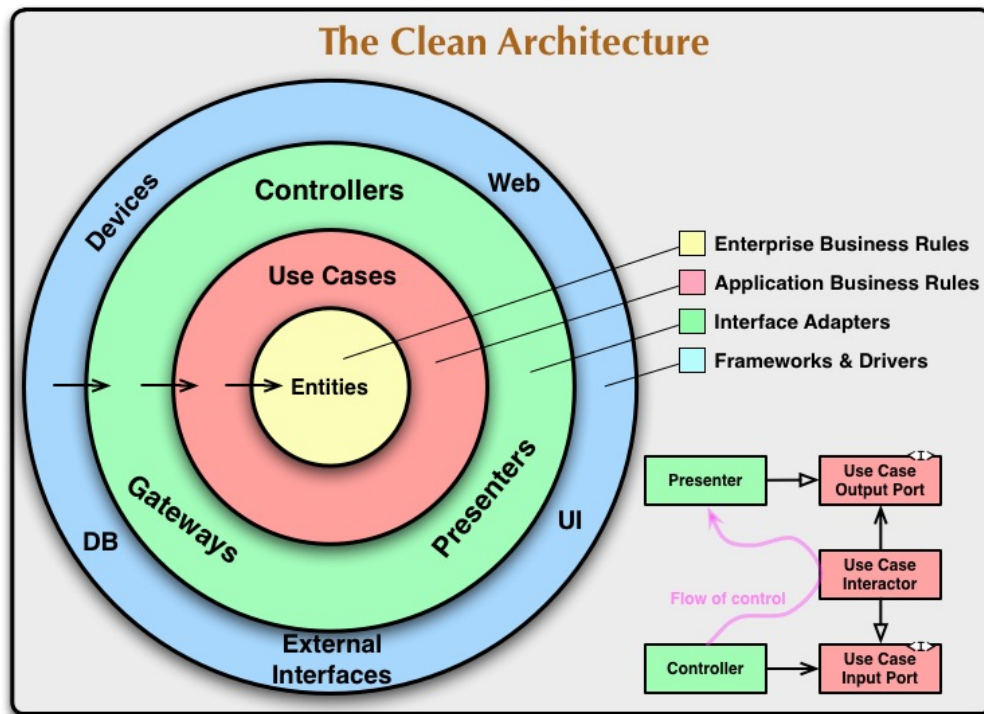 The Clean Architecture
Devices
Web
Controllers
Use Cases
Entities
Gateways
Presenters
DB
UI
External
Interfaces
Enterprise Business Rules
Application Business Rules
Interface Adapters
Frameworks & Drivers
Presenter
<I>
Use Case
Output Port
Use Case
Interactor
Flow of control
Controller
<I>
Use Case
Input Port